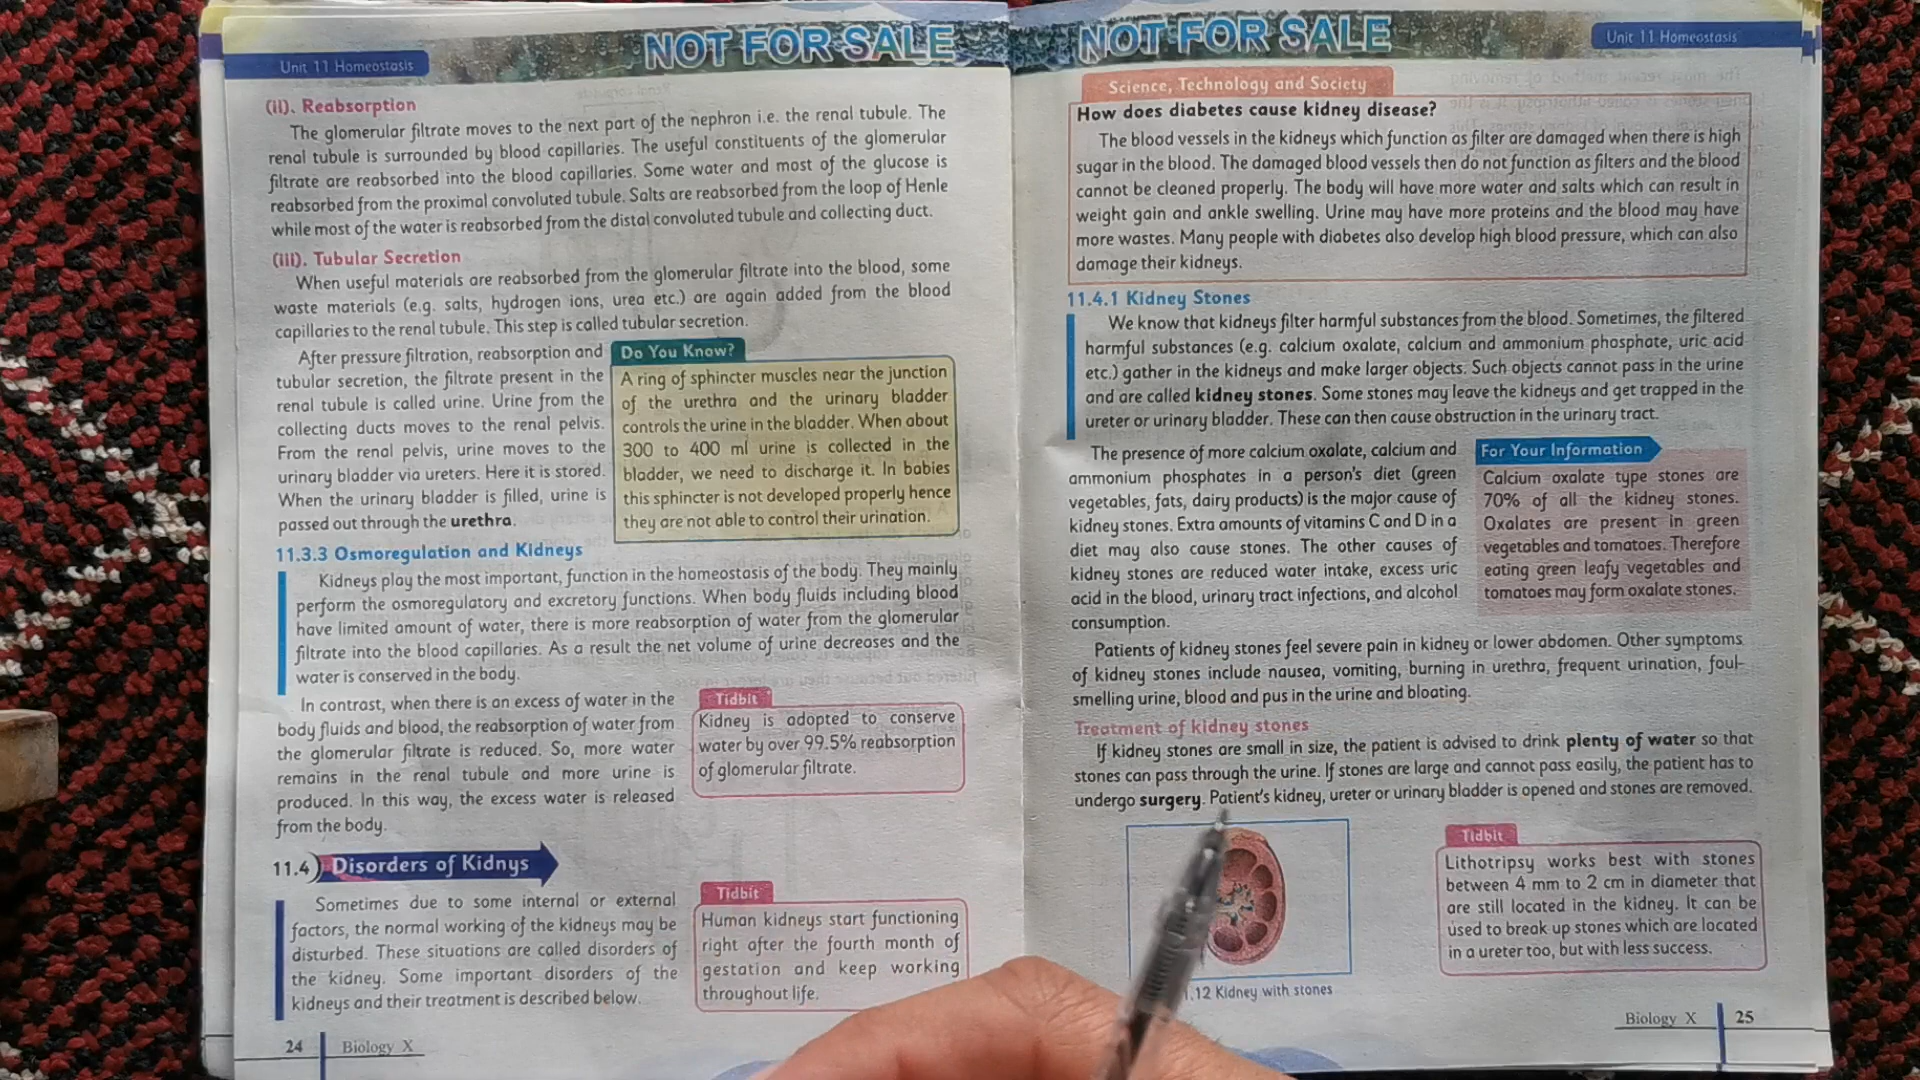 NOT FOR SALE
Unit 11 Homeostasis
(ii). Reabsorption
The glomerular filtrate moves to the next part of the nephron i.e. the renal tubule. The
renal tubule is surrounded by blood capillaries. The useful constituents of the glomerular
filtrate are reabsorbed into the blood capillaries. Some water and most of the glucose is
reabsorbed from the proximal convoluted tubule. Salts are reabsorbed from the loop of Henle
while most of the water is reabsorbed from the distal convoluted tubule and collecting duct.
(iii). Tubular Secretion
When useful materials are reabsorbed from the glomerular filtrate into the blood, some
waste materials (e.g. salts, hydrogen ions, urea etc.) are again added from the blood
capillaries to the renal tubule. This step is called tubular secretion.
After pressure filtration, reabsorption and
tubular secretion, the filtrate present in the
renal tubule is called urine. Urine from the
collecting ducts moves to the renal pelvis.
From the renal pelvis, urine moves to the
urinary bladder via ureters. Here it is stored.
When the urinary bladder is filled, urine is
passed out through the urethra.
Do You Know?
A ring of sphincter muscles near the junction
of the urethra and the urinary bladder
controls the urine in the bladder. When about
300 to 400 ml urine is collected in the
bladder, we need to discharge it. In babies
this sphincter is not developed properly hence
they are not able to control their urination.
11.3.3 Osmoregulation and Kidneys
Kidneys play the most important, function in the homeostasis of the body. They mainly
perform the osmoregulatory and excretory functions. When body fluids including blood
have limited amount of water, there is more reabsorption of water from the glomerular
filtrate into the blood capillaries. As a result the net volume of urine decreases and the
water is conserved in the body.
In contrast, when there is an excess of water in the
body fluids and blood, the reabsorption of water from
the glomerular filtrate is reduced. So, more water
remains in the renal tubule and more urine is
produced. In this way, the excess water is released
from the body.
Tidbit
Kidney is adopted to conserve
water by over 99.5% reabsorption
of glomerular filtrate.
11.4) Disorders of Kidnys
Sometimes due to some internal or external
factors, the normal working of the kidneys may be
disturbed. These situations are called disorders of
the kidney. Some important disorders of the
kidneys and their treatment is described below.
Tidbit
Human kidneys start functioning
right after the fourth month of
gestation and keep working
throughout life.
24 Biology X
NOT FOR SALE
Unit 11 Homeostasis
Science, Technology and Society
How does diabetes cause kidney disease?
The blood vessels in the kidneys which function as filter are damaged when there is high
sugar in the blood. The damaged blood vessels then do not function as filters and the blood
cannot be cleaned properly. The body will have more water and salts which can result in
weight gain and ankle swelling. Urine may have more proteins and the blood may have
more wastes. Many people with diabetes also develop high blood pressure, which can also
damage their kidneys.
11.4.1 Kidney Stones
We know that kidneys filter harmful substances from the blood. Sometimes, the filtered
harmful substances (e.g. calcium oxalate, calcium and ammonium phosphate, uric acid
etc.) gather in the kidneys and make larger objects. Such objects cannot pass in the urine
and are called kidney stones. Some stones may leave the kidneys and get trapped in the
ureter or urinary bladder. These can then cause obstruction in the urinary tract.
The presence of more calcium oxalate, calcium and
ammonium phosphates in a person's diet (green
vegetables, fats, dairy products) is the major cause of
kidney stones. Extra amounts of vitamins C and D in a
diet may also cause stones. The other causes of
kidney stones are reduced water intake, excess uric
acid in the blood, urinary tract infections, and alcohol
consumption.
For Your Information
Calcium oxalate type stones are
70% of all the kidney stones.
Oxalates are present in green
vegetables and tomatoes. Therefore
eating green leafy vegetables and
tomatoes may form oxalate stones.
Patients of kidney stones feel severe pain in kidney or lower abdomen. Other symptoms
of kidney stones include nausea, vomiting, burning in urethra, frequent urination, foul-
smelling urine, blood and pus in the urine and bloating.
Treatment of kidney stones
If kidney stones are small in size, the patient is advised to drink plenty of water so that
stones can pass through the urine. If stones are large and cannot pass easily, the patient has to
undergo surgery. Patient's kidney, ureter or urinary bladder is opened and stones are removed.
.12 Kidney with stones
Tidbit
Lithotripsy works best with stones
between 4 mm to 2 cm in diameter that
are still located in the kidney. It can be
used to break up stones which are located
in a ureter too, but with less success.
Biology X 25